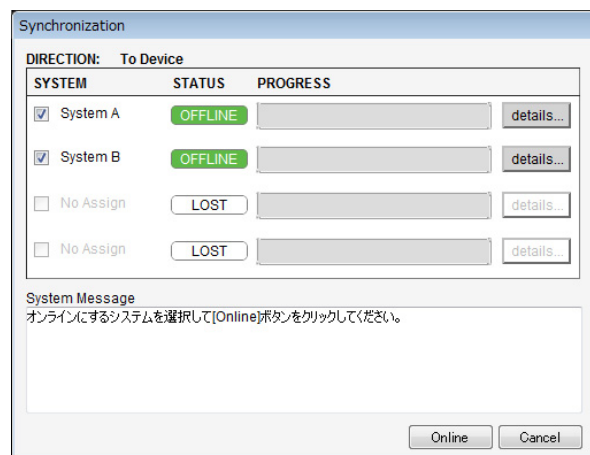 Synchronization
DIRECTION: To Device
SYSTEM STATUS PROGRESS
System A OFFLINE details...
System B OFFLINE details...
No Assign LOST details...
No Assign LOST details...
System Message
オンラインにするシステムを選択して[Online]ボタンをクリックしてください。
Online Cancel